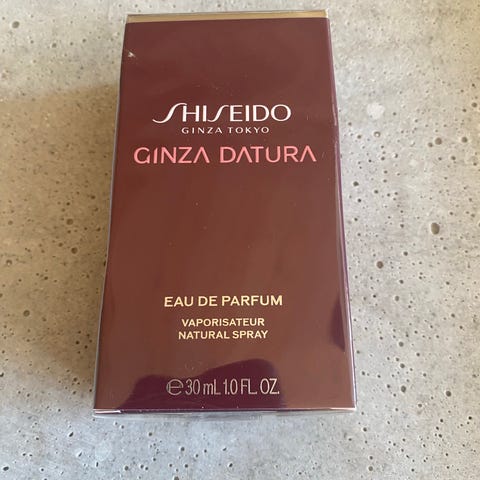 SHISEIDO
GINZA TOKYO
GINZA DATURA
EAU DE PARFUM
VAPORISATEUR
NATURAL SPRAY
℮ 30 mL 1.0 FL. OZ.